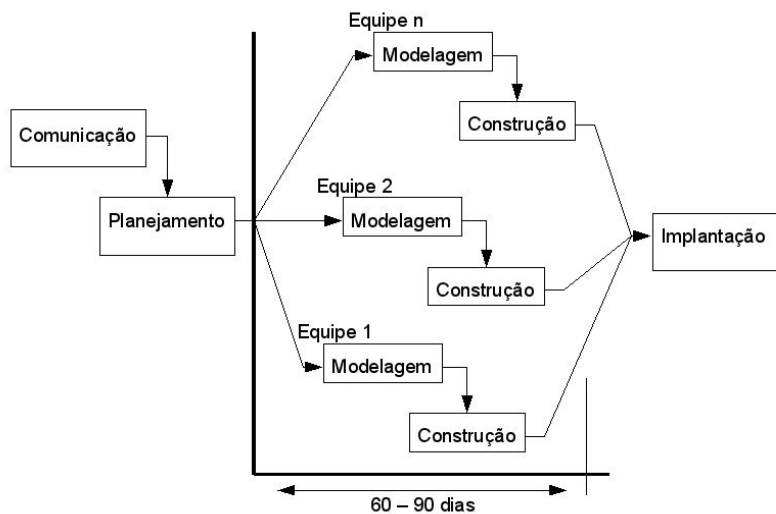 Equipe n
Modelagem
Construção
Comunicação
Planejamento
Equipe 2
Modelagem
Construção
Implantação
Equipe 1
Modelagem
Construção
60 – 90 dias